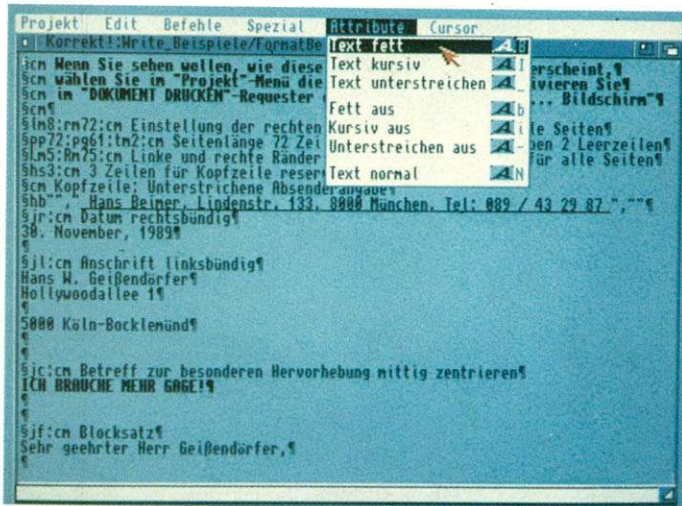 Projekt Edit Befehle Spezial Attribute Cursor
Korrekt!:Write_Beispiele/FormatBe
Text fett A B
Text kursiv A I
Text unterstreichen A _
Fett aus A b
Kursiv aus A i
Unterstreichen aus A -
Text normal A N
§cm Wenn Sie sehen wollen, wie diese erscheint,¶
§cm wählen Sie im "Projekt"-Menü die ivieren Sie¶
§cm im "DOKUMENT DRUCKEN"-Requester ... Bildschirm"¶
§cm¶
§lm8:rm72:cm Einstellung der rechten le Seiten¶
§pp72:pg61:tm2:cm Seitenlänge 72 Zei ben 2 Leerzeilen¶
§Lm5:Rm75:cm Linke und rechte Ränder für alle Seiten¶
§hs3:cm 3 Zeilen für Kopfzeile reser
§cm Kopfzeile: Unterstrichene Absenderangabe¶
§hb""," Hans Beimer, Lindenstr. 133, 8000 München, Tel: 089 / 43 29 87 ",""¶
§jr:cm Datum rechtsbündig¶
30. November, 1989¶
¶
§jl:cm Anschrift linksbündig¶
Hans W. Geißendörfer¶
Hollywoodallee 1¶
¶
5000 Köln-Bocklemünd¶
¶
¶
§jc:cm Betreff zur besonderen Hervorhebung mittig zentrieren¶
ICH BRAUCHE MEHR GAGE!¶
¶
¶
§jf:cm Blocksatz¶
Sehr geehrter Herr Geißendörfer,¶
¶